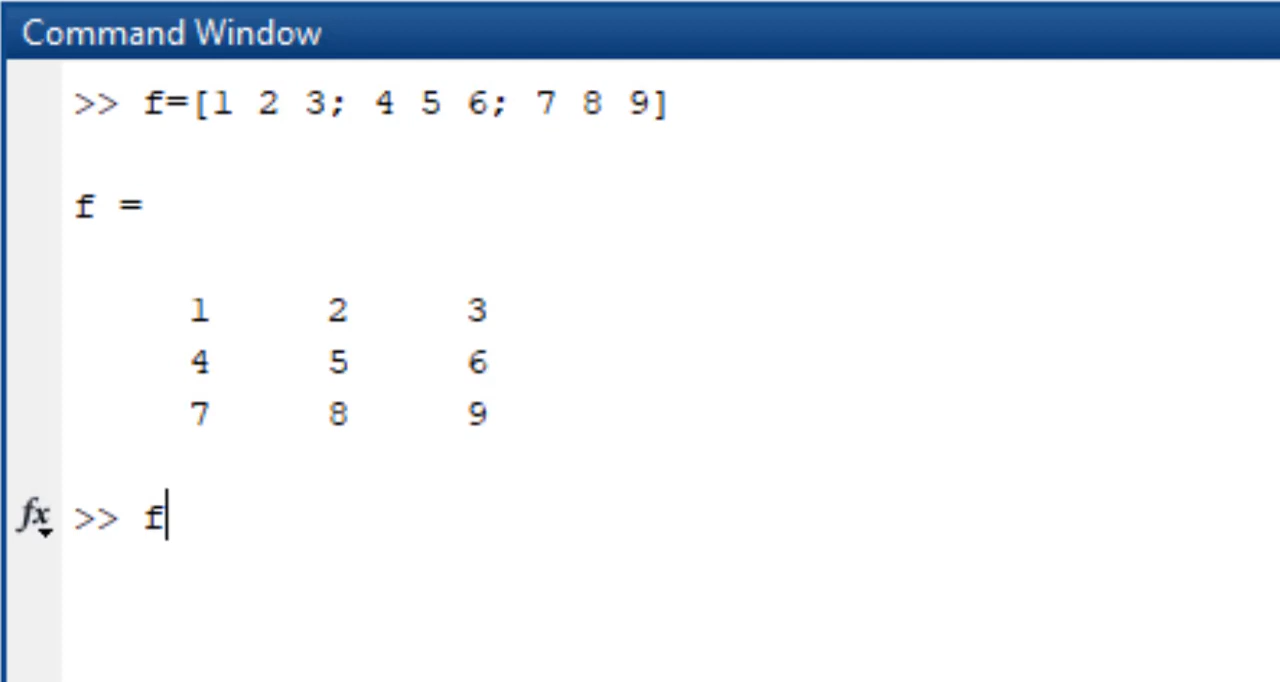 Command Window
>> f=[1 2 3; 4 5 6; 7 8 9]
f =
1 2 3
4 5 6
7 8 9
fx >> f